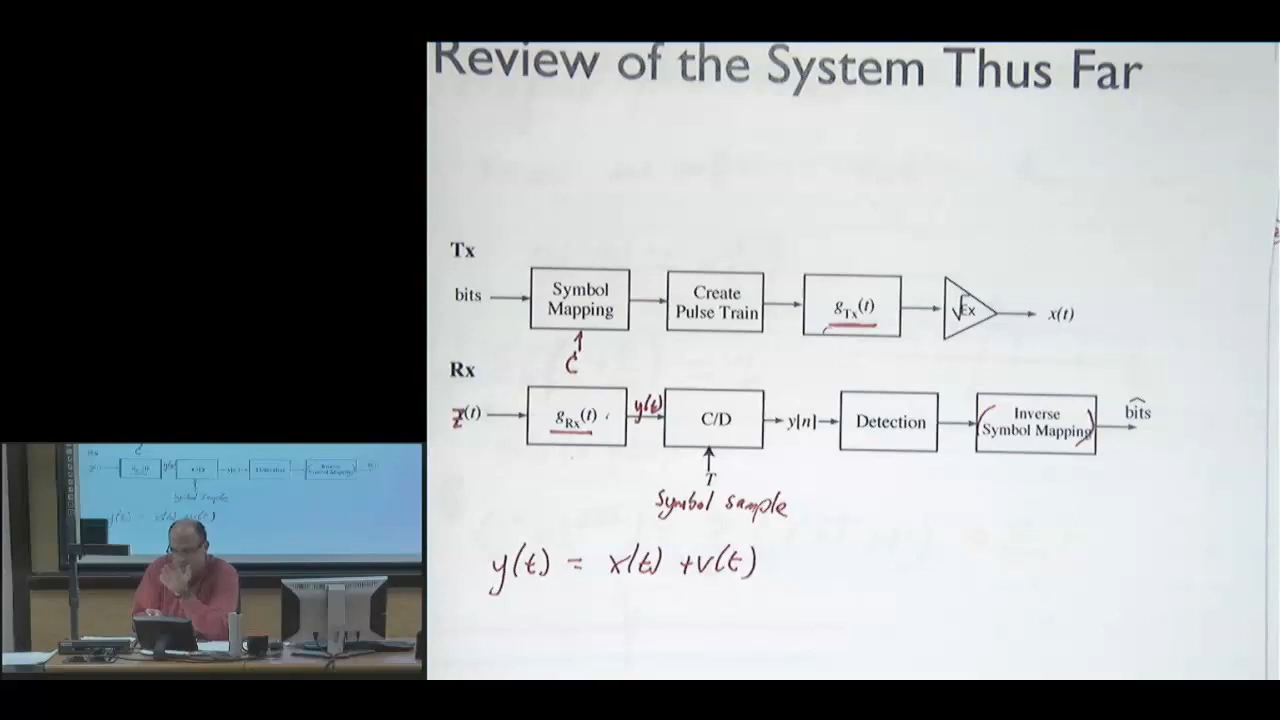 Review of the System Thus Far
Tx
bits
Symbol Mapping
Create Pulse Train
gTx(t)
√Ex
x(t)
C
Rx
z(t)
gRx(t)
y(t)
C/D
y[n]
Detection
Inverse Symbol Mapping
bits
T
Symbol sample
y(t) = x(t) + v(t)